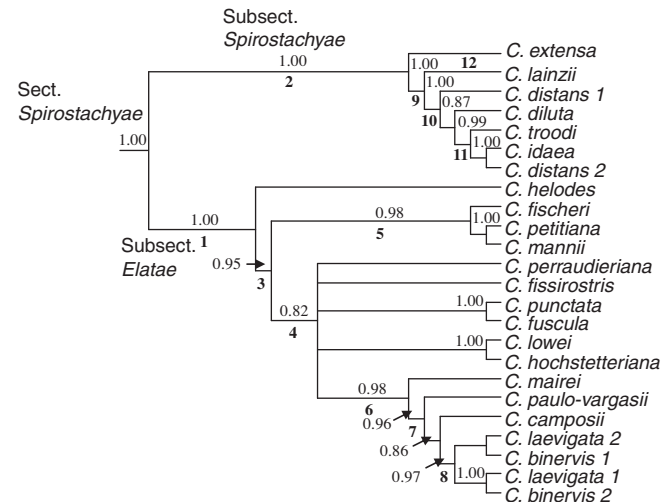 Subsect.
Spirostachyae
Sect.
Spirostachyae
1.00
1.00
2
1.00
12
9
1.00
10
0.87
0.99
11
1.00
C. extensa
C. lainzii
C. distans 1
C. diluta
C. troodi
C. idaea
C. distans 2
C. helodes
1.00
1
Subsect.
Elatae
0.95
3
0.98
5
1.00
C. fischeri
C. petitiana
C. mannii
0.82
4
C. perraudieriana
C. fissirostris
1.00
C. punctata
C. fuscula
1.00
C. lowei
C. hochstetteriana
0.98
6
0.96
7
0.86
0.97
8
1.00
C. mairei
C. paulo-vargasii
C. camposii
C. laevigata 2
C. binervis 1
C. laevigata 1
C. binervis 2